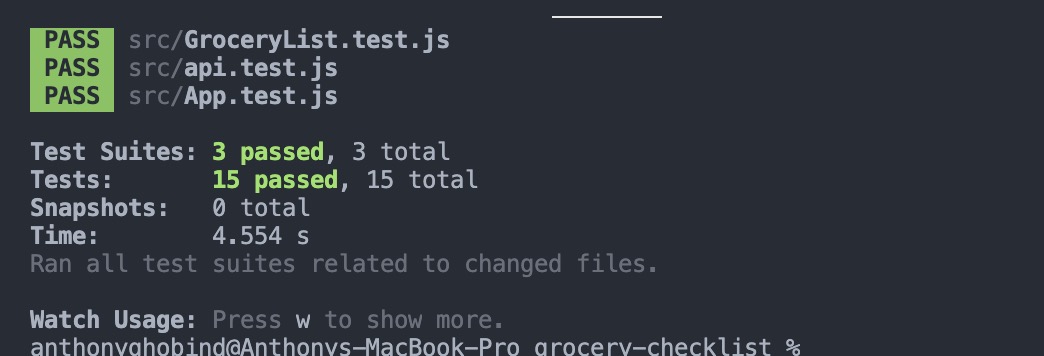 PASS src/GroceryList.test.js
PASS src/api.test.js
PASS src/App.test.js
Test Suites: 3 passed, 3 total
Tests: 15 passed, 15 total
Snapshots: 0 total
Time: 4.554 s
Ran all test suites related to changed files.
Watch Usage: Press w to show more.
anthonyghobind@Anthonys-MacBook-Pro grocery-checklist %